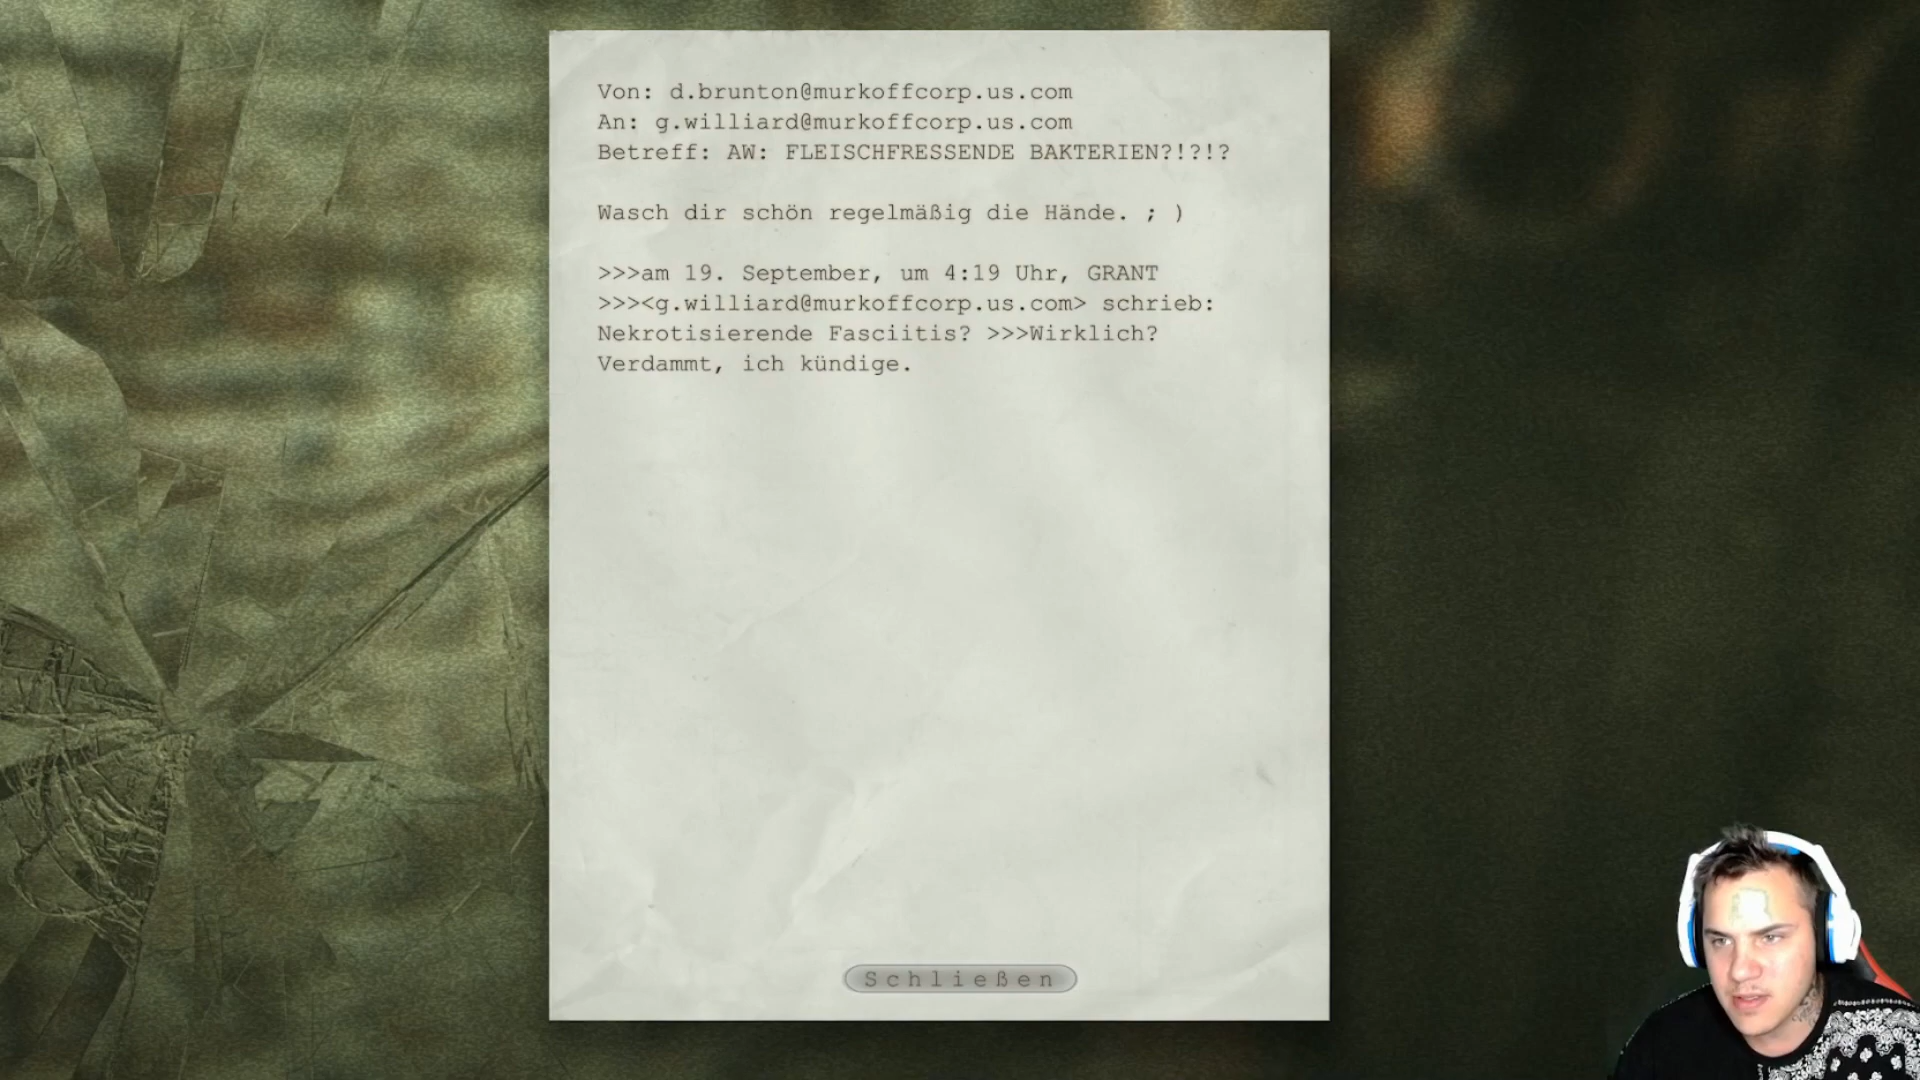 Von: d.brunton@murkoffcorp.us.com
An: g.williard@murkoffcorp.us.com
Betreff: AW: FLEISCHFRESSENDE BAKTERIEN?!?!?
Wasch dir schön regelmäßig die Hände. ; )
>>>am 19. September, um 4:19 Uhr, GRANT
>>><g.williard@murkoffcorp.us.com> schrieb:
Nekrotisierende Fasciitis? >>>Wirklich?
Verdammt, ich kündige.
Schließen